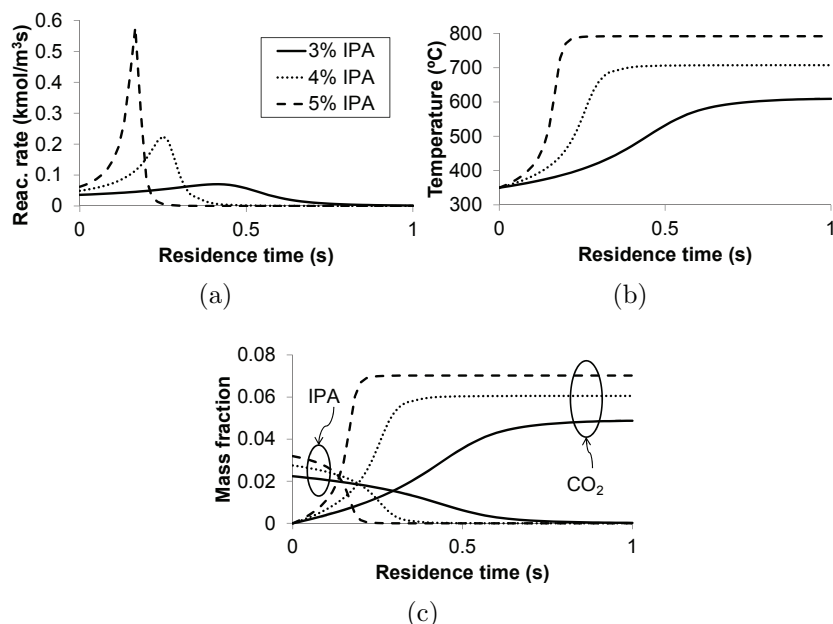 Reac. rate (kmol/m³s)
0.6
0.5
0.4
0.3
0.2
0.1
0
0
0.5
1
Residence time (s)
3% IPA
4% IPA
5% IPA
(a)
Temperature (ºC)
800
700
600
500
400
300
0
0.5
1
Residence time (s)
(b)
Mass fraction
0.08
0.06
0.04
0.02
0
0
0.5
1
IPA
CO₂
Residence time (s)
(c)